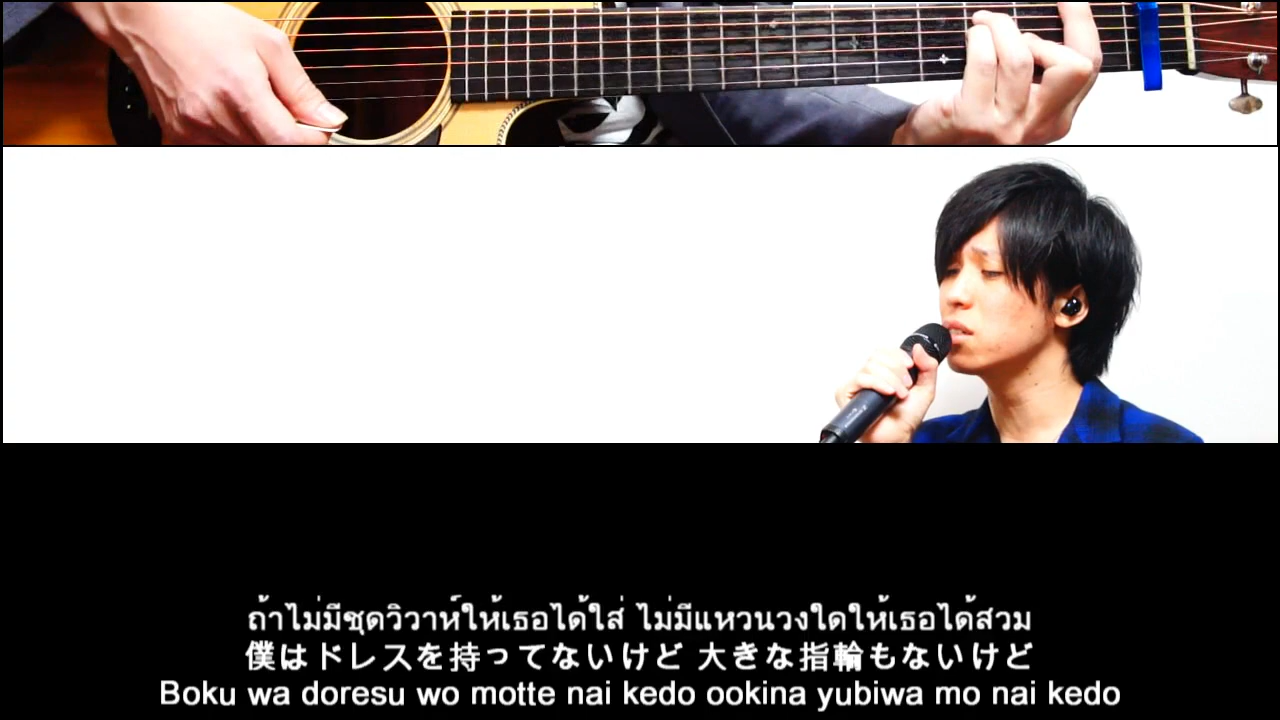 ถ้าไม่มีชุดวิวาห์ให้เธอได้ใส่ ไม่มีแหวนวงใดให้เธอได้สวม
僕はドレスを持ってないけど 大きな指輪もないけど
Boku wa doresu wo motte nai kedo ookina yubiwa mo nai kedo